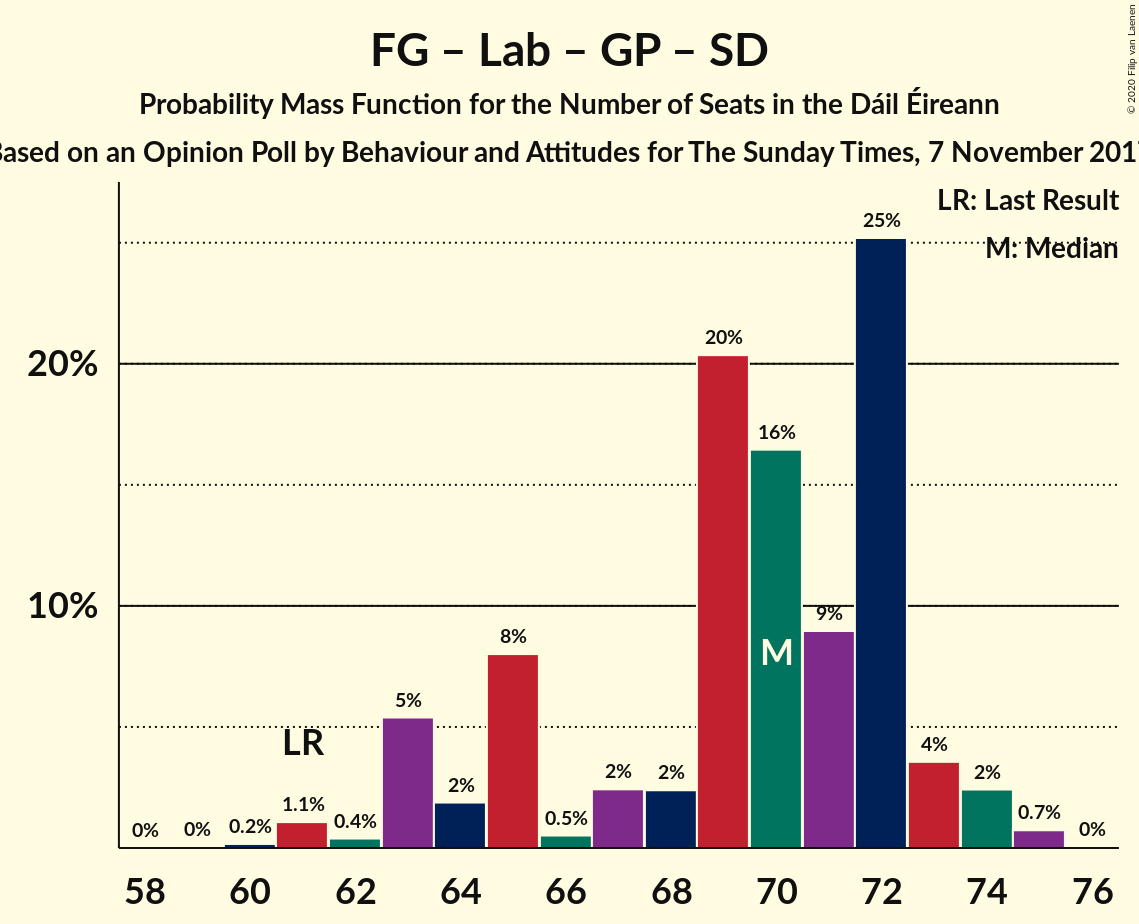 FG – Lab – GP – SD
Probability Mass Function for the Number of Seats in the Dáil Éireann
Based on an Opinion Poll by Behaviour and Attitudes for The Sunday Times, 7 November 2017
© 2020 Filip van Laenen
LR: Last Result
M: Median
25%
20%
20%
16%
10%
9%
M
8%
5%
LR
4%
2%
2%
2%
2%
1.1%
0.7%
0.5%
0.4%
0.2%
0%
0%
0%
58 60 62 64 66 68 70 72 74 76